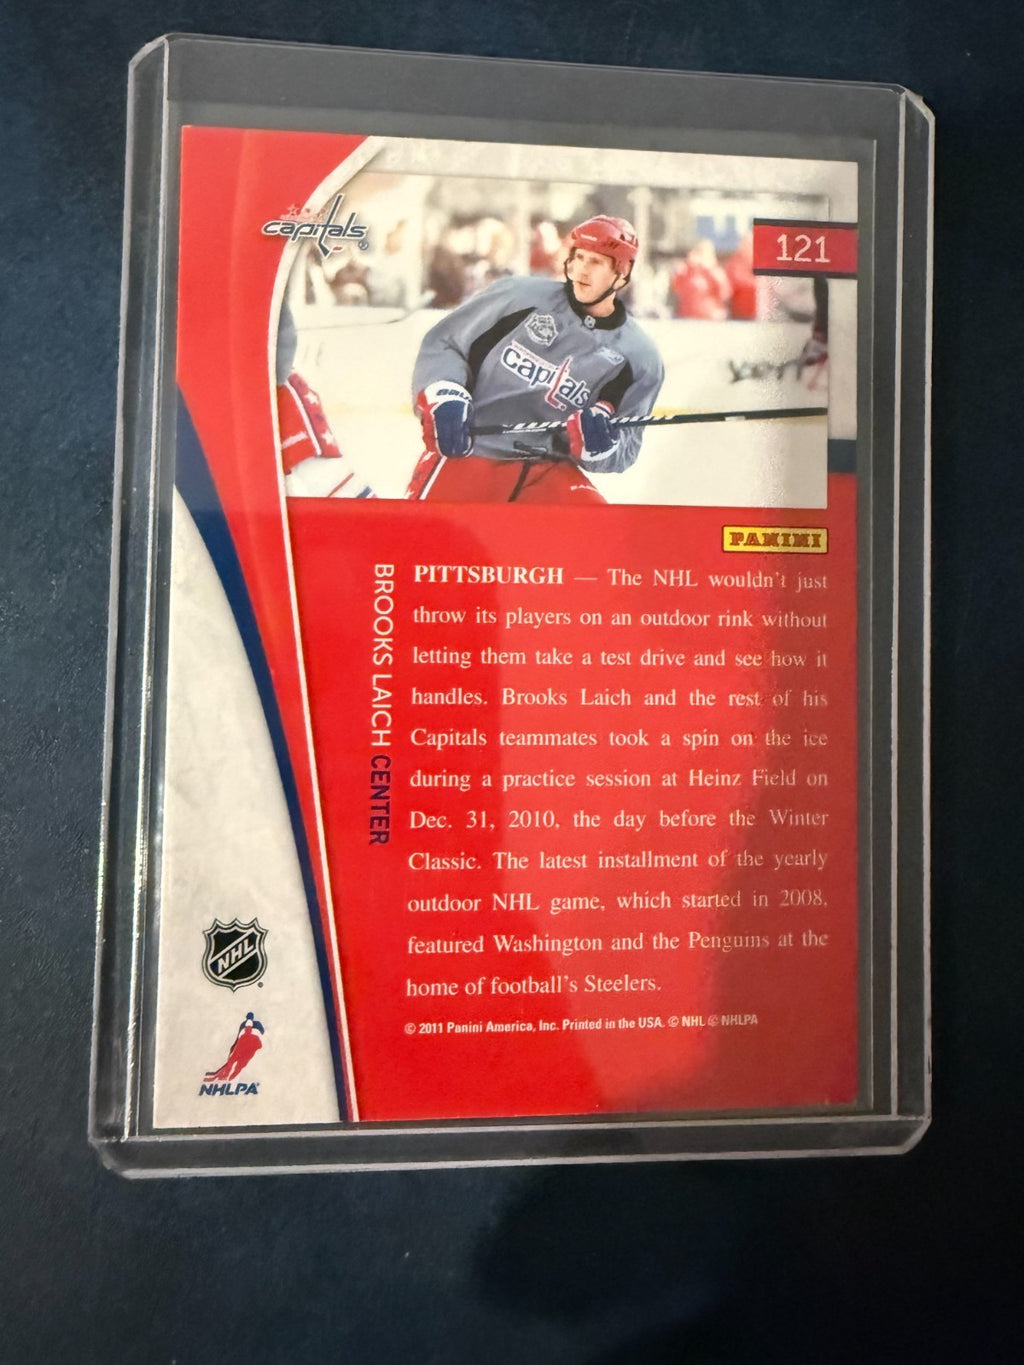 capitals
121
capitals
PANINI
BROOKS LAICH CENTER
PITTSBURGH — The NHL wouldn't just
throw its players on an outdoor rink without
letting them take a test drive and see how it
handles. Brooks Laich and the rest of his
Capitals teammates took a spin on the ice
during a practice session at Heinz Field on
Dec. 31, 2010, the day before the Winter
Classic. The latest installment of the yearly
outdoor NHL game, which started in 2008,
featured Washington and the Penguins at the
home of football's Steelers.
© 2011 Panini America, Inc. Printed in the USA. © NHL © NHLPA
NHL
NHLPA